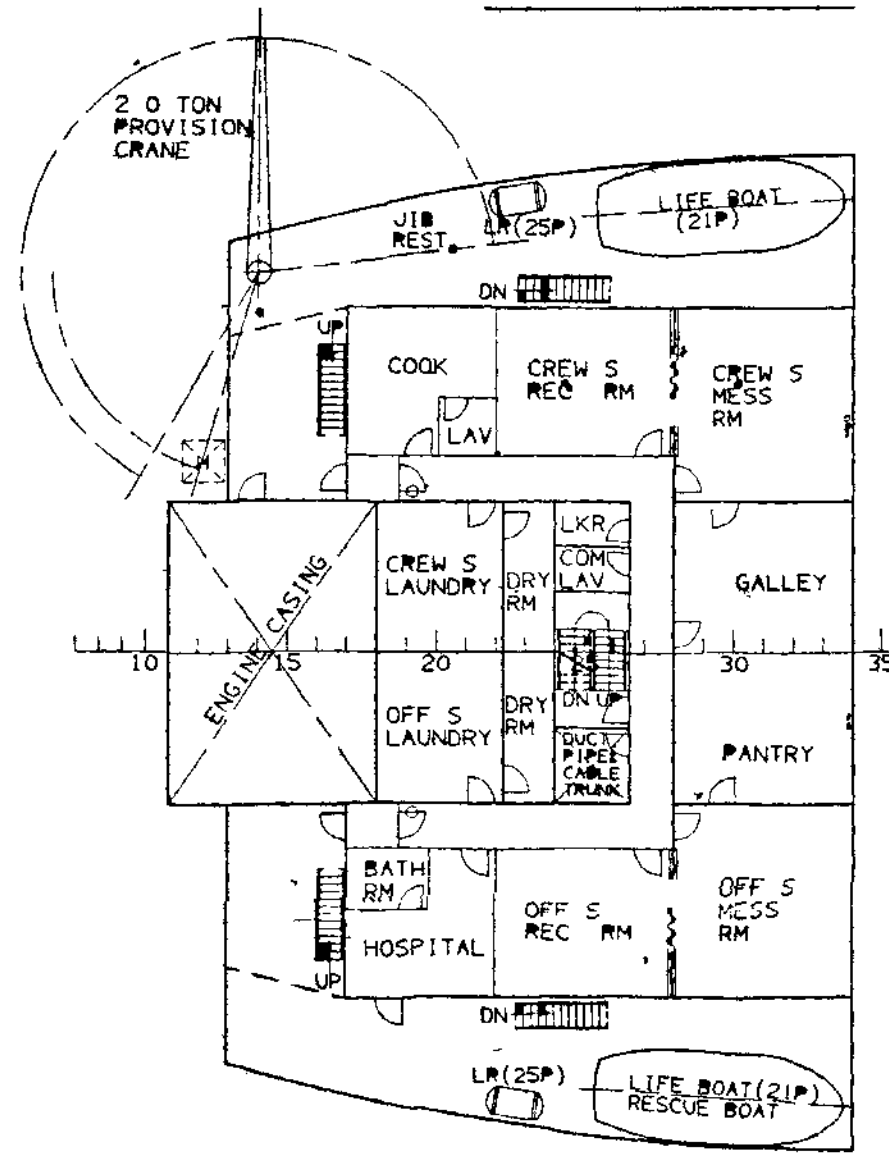 2 0 TON
PROVISION
CRANE
LIFE BOAT
(21P)
JIB
REST
LR(25P)
DN
UP
COOK
CREW S
REC RM
CREW S
MESS
RM
LAV
LKR
CREW S
LAUNDRY
DRY
RM
COM
LAV
GALLEY
ENGINE CASING
10
15
20
30
35
OFF S
LAUNDRY
DRY
RM
DN UP
DUCT
PIPE
CABLE
TRUNK
PANTRY
BATH
RM
HOSPITAL
OFF S
REC RM
OFF S
MESS
RM
UP
DN
LR(25P)
LIFE BOAT(21P)
RESCUE BOAT